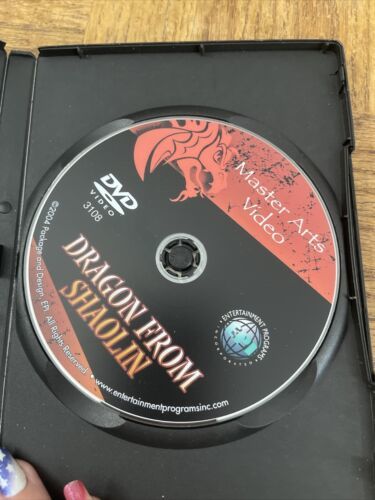 Master Arts
Video
DVD
VIDEO
3108
DRAGON FROM
SHAOLIN
ENTERTAINMENT PROGRAMS
©2004 Package and Design, EPI, All Rights Reserved
www.entertainmentprogramsinc.com